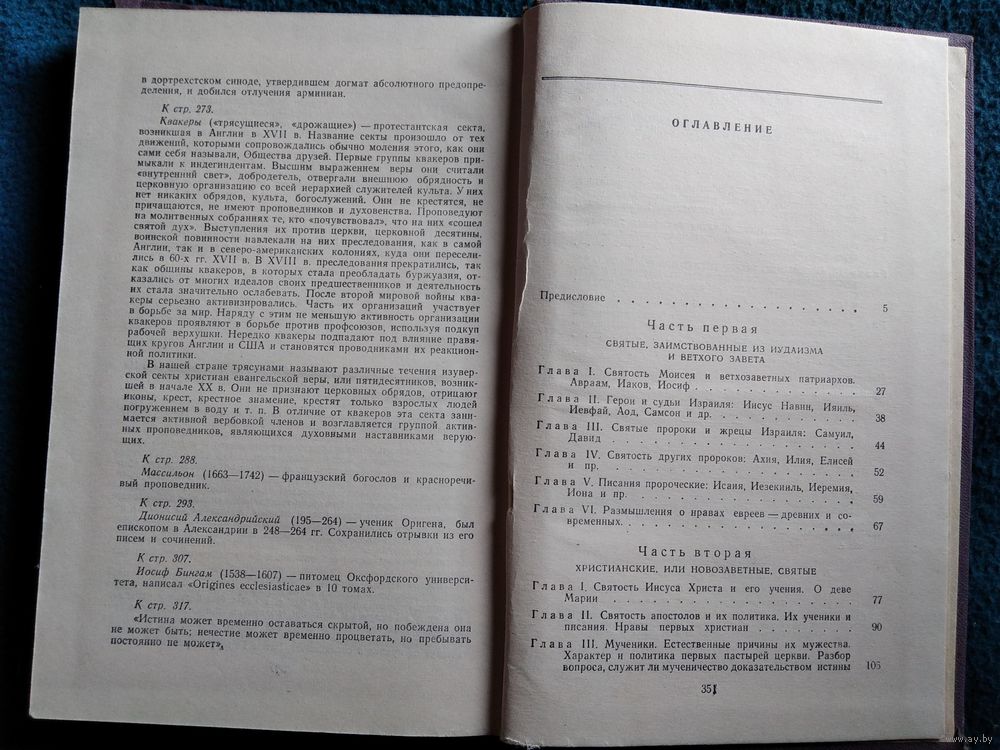 в дортрехстском синоде, утвердившем догмат абсолютного предопре-
деления, и добился отлучения арминиан.
К стр. 273.
Квакеры («трясущиеся», «дрожащие») — протестантская секта,
возникшая в Англии в XVII в. Название секты произошло от тех
движений, которыми сопровождались обычно моления этого, как они
сами себя называли, Общества друзей. Первые группы квакеров при-
мыкали к индепендентам. Высшим выражением веры они считали
«внутренний свет», добродетель, отвергали внешнюю обрядность и
церковную организацию со всей иерархией служителей культа. У них
нет никаких обрядов, культа, богослужений. Они не крестятся, не
причащаются, не имеют проповедников и духовенства. Проповедуют
на молитвенных собраниях те, кто «почувствовал», что на них «сошел
святой дух». Выступления их против церкви, церковной десятины,
воинской повинности навлекали на них преследования, как в самой
Англии, так и в северо-американских колониях, куда они пересели-
лись в 60-х гг. XVII в. В XVIII в. преследования прекратились, так
как общины квакеров, в которых стала преобладать буржуазия, от-
казались от многих идеалов своих предшественников и деятельность
их стала значительно ослабевать. После второй мировой войны ква-
керы серьезно активизировались. Часть их организаций участвует
в борьбе за мир. Наряду с этим не меньшую активность организации
квакеров проявляют в борьбе против профсоюзов, используя подкуп
рабочей верхушки. Нередко квакеры подпадают под влияние правя-
щих кругов Англии и США и становятся проводниками их реакцион-
ной политики.
В нашей стране трясунами называют различные течения изувер-
ской секты христиан евангельской веры, или пятидесятников, возник-
шей в начале XX в. Они не признают церковных обрядов, отрицают
иконы, крест, крестное знамение, крестят только взрослых людей
погружением в воду и т. п. В отличие от квакеров эта секта зани-
мается активной вербовкой членов и возглавляется группой актив-
ных проповедников, являющихся духовными наставниками верую-
щих.
К стр. 288.
Массильон (1663—1742) — французский богослов и красноречи-
вый проповедник.
К стр. 293.
Дионисий Александрийский (195—264) — ученик Оригена, был
епископом в Александрии в 248—264 гг. Сохранились отрывки из его
писем и сочинений.
К стр. 307.
Иосиф Бингам (1538—1607) — питомец Оксфордского универси-
тета, написал «Origines ecclesiasticae» в 10 томах.
К стр. 317.
«Истина может временно оставаться скрытой, но побеждена она
не может быть; нечестие может временно процветать, но пребывать
постоянно не может».
ОГЛАВЛЕНИЕ
Предисловие . . . . . . . . . . . . . . . . 5
Часть первая
СВЯТЫЕ, ЗАИМСТВОВАННЫЕ ИЗ ИУДАИЗМА
И ВЕТХОГО ЗАВЕТА
Глава I. Святость Моисея и ветхозаветных патриархов.
Авраам, Иаков, Иосиф . . . . . . . . . . . 27
Глава II. Герои и судьи Израиля: Иисус Навин, Иаиль,
Иевфай, Аод, Самсон и др. . . . . . . . . . 38
Глава III. Святые пророки и жрецы Израиля: Самуил,
Давид . . . . . . . . . . . . . . . . . 44
Глава IV. Святость других пророков: Ахия, Илия, Елисей
и пр. . . . . . . . . . . . . . . . . . 52
Глава V. Писания пророческие: Исаия, Иезекииль, Иеремия,
Иона и пр. . . . . . . . . . . . . . . . 59
Глава VI. Размышления о нравах евреев — древних и со-
временных. . . . . . . . . . . . . . . . 67
Часть вторая
ХРИСТИАНСКИЕ, ИЛИ НОВОЗАВЕТНЫЕ, СВЯТЫЕ
Глава I. Святость Иисуса Христа и его учения. О деве
Марии . . . . . . . . . . . . . . . . . 77
Глава II. Святость апостолов и их политика. Их ученики и
писания. Нравы первых христиан . . . . . . . 90
Глава III. Мученики. Естественные причины их мужества.
Характер и политика первых пастырей церкви. Разбор
вопроса, служит ли мученичество доказательством истины 106
351
www.ay.by